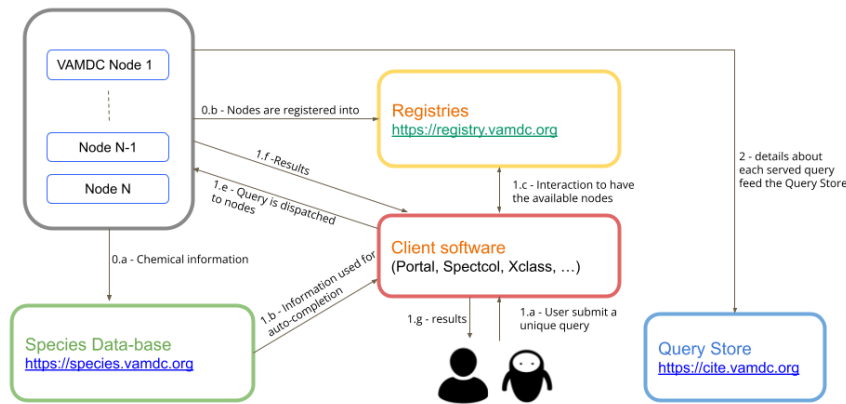 VAMDC Node 1
Node N-1
Node N
0.b - Nodes are registered into
Registries
https://registry.vamdc.org
1.f -Results
1.e - Query is dispatched
to nodes
1.c - Interaction to have
the available nodes
2 - details about
each served query
feed the Query Store
0.a - Chemical information
Client software
(Portal, Spectcol, Xclass, …)
1.b - Information used for
auto-completion
1.g - results
1.a - User submit a
unique query
Species Data-base
https://species.vamdc.org
Query Store
https://cite.vamdc.org